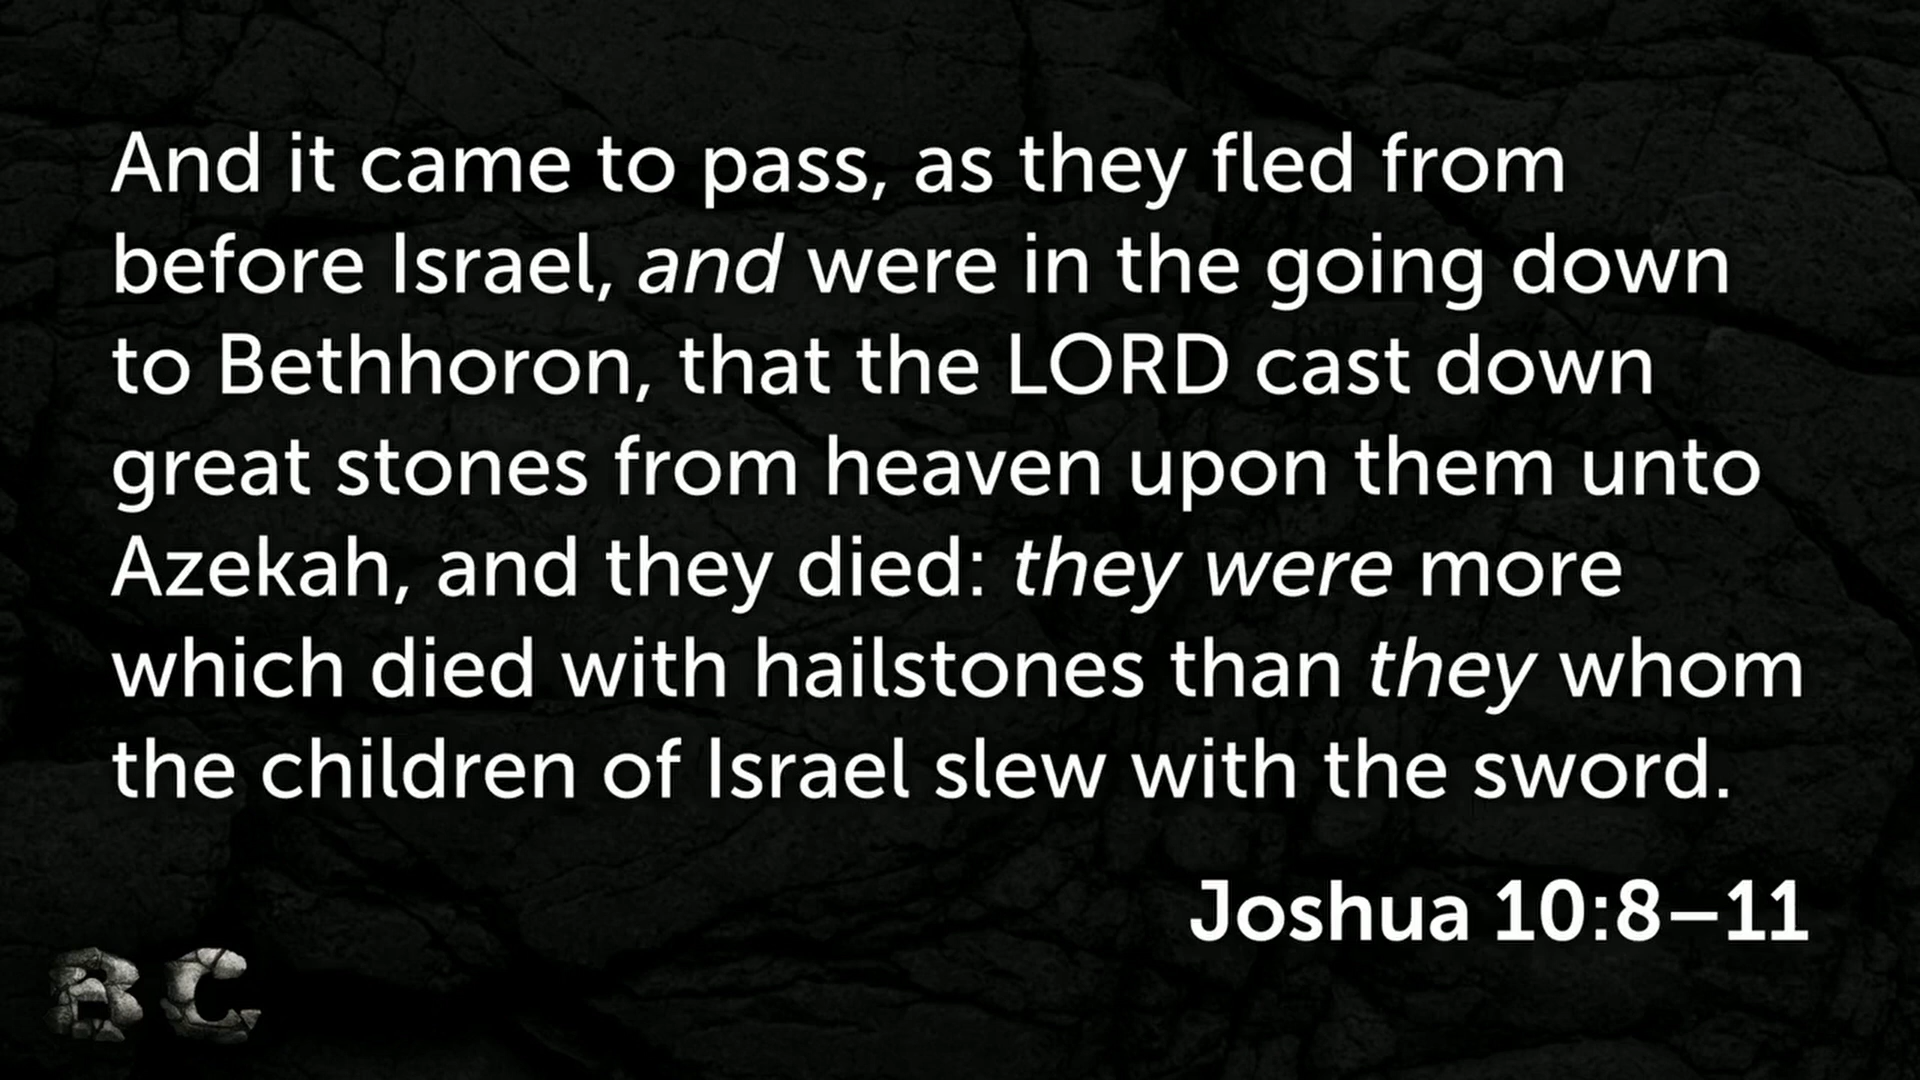 And it came to pass, as they fled from
before Israel, and were in the going down
to Bethhoron, that the LORD cast down
great stones from heaven upon them unto
Azekah, and they died: they were more
which died with hailstones than they whom
the children of Israel slew with the sword.
Joshua 10:8–11
BC